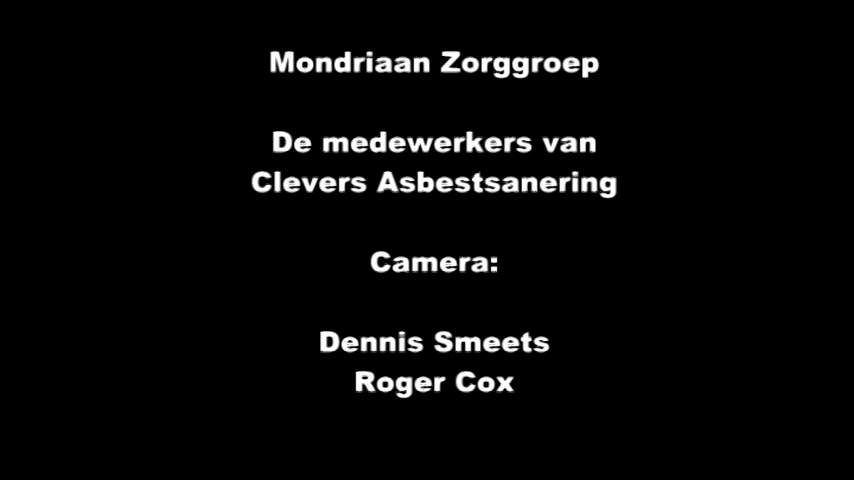 Mondriaan Zorggroep
De medewerkers van
Clevers Asbestsanering
Camera:
Dennis Smeets
Roger Cox